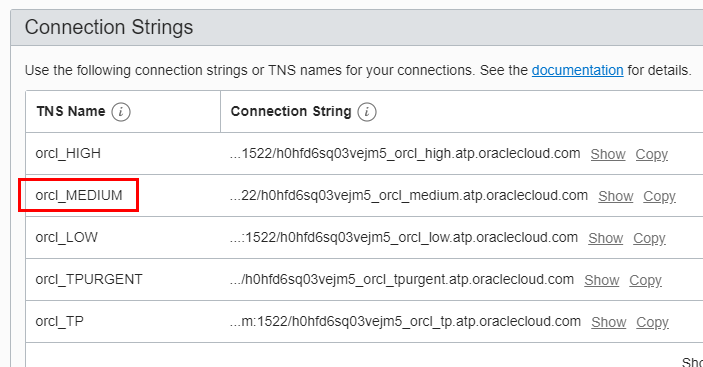 Connection Strings
Use the following connection strings or TNS names for your connections. See the documentation for details.
TNS Name i Connection String i
orcl_HIGH ...1522/h0hfd6sq03vejm5_orcl_high.atp.oraclecloud.com Show Copy
orcl_MEDIUM ...22/h0hfd6sq03vejm5_orcl_medium.atp.oraclecloud.com Show Copy
orcl_LOW ...:1522/h0hfd6sq03vejm5_orcl_low.atp.oraclecloud.com Show Copy
orcl_TPURGENT .../h0hfd6sq03vejm5_orcl_tpurgent.atp.oraclecloud.com Show Copy
orcl_TP ...m:1522/h0hfd6sq03vejm5_orcl_tp.atp.oraclecloud.com Show Copy